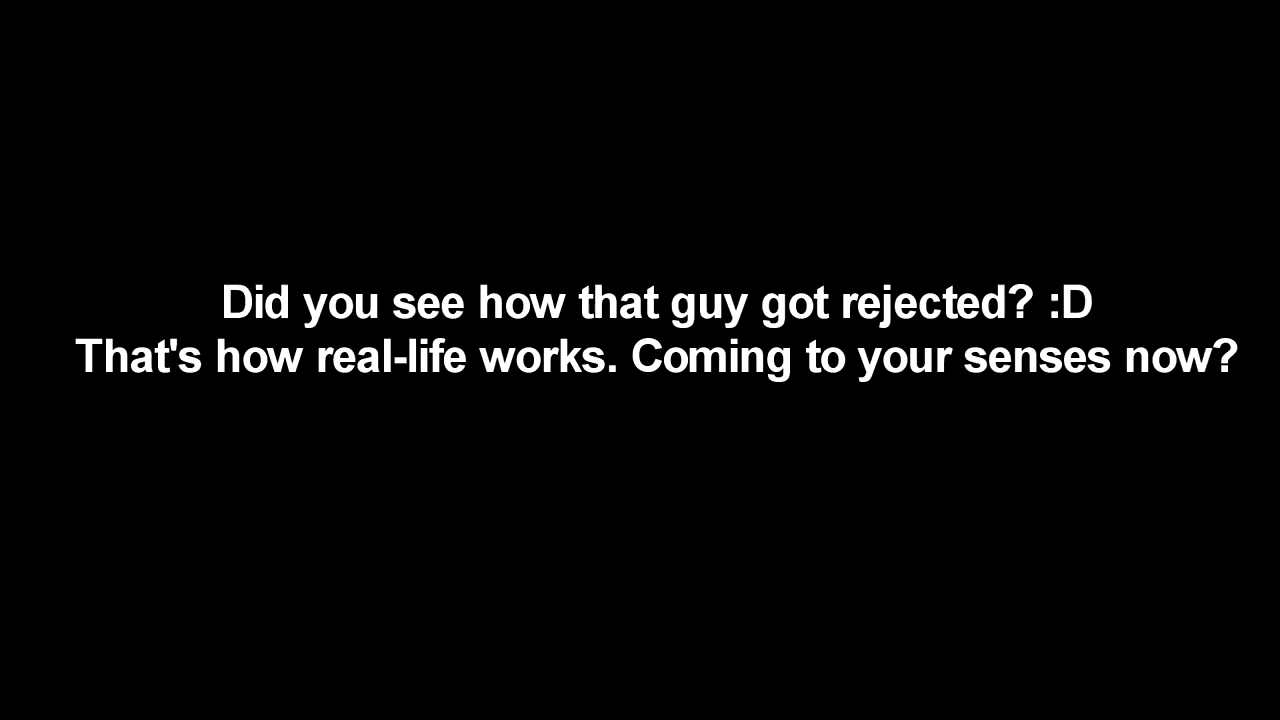 Did you see how that guy got rejected? :D
That's how real-life works. Coming to your senses now?